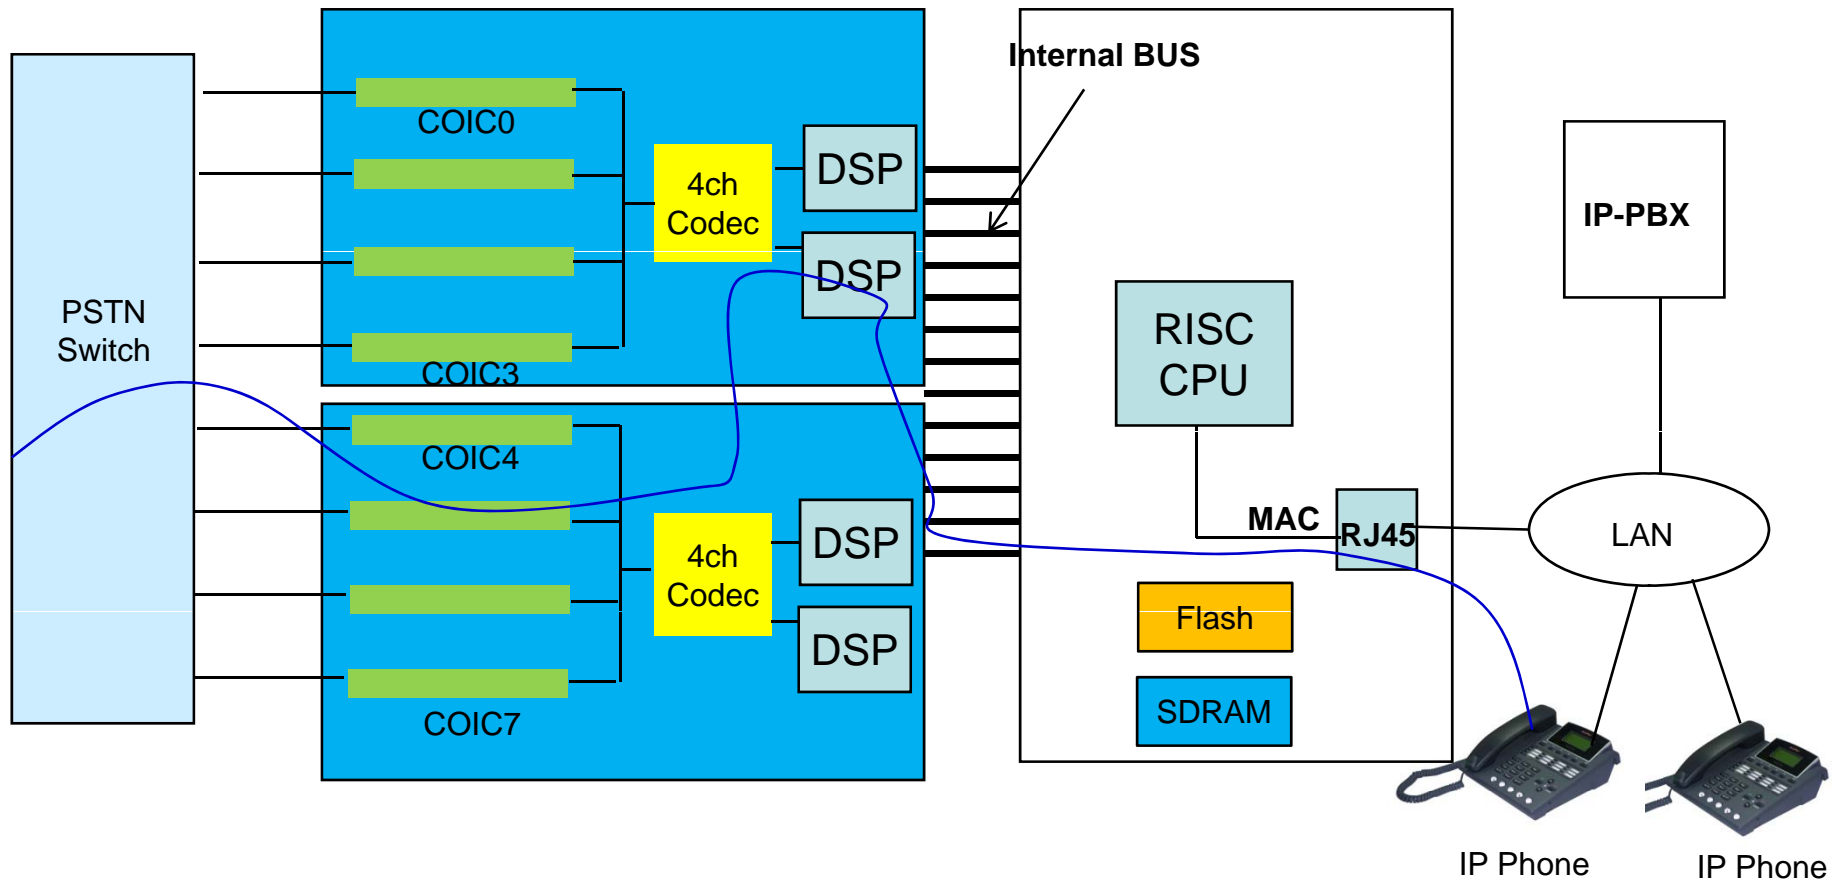 Internal BUS
PSTN
Switch
COIC0
COIC3
4ch
Codec
DSP
DSP
COIC4
COIC7
4ch
Codec
DSP
DSP
RISC
CPU
MAC
RJ45
Flash
SDRAM
IP-PBX
LAN
IP Phone
IP Phone